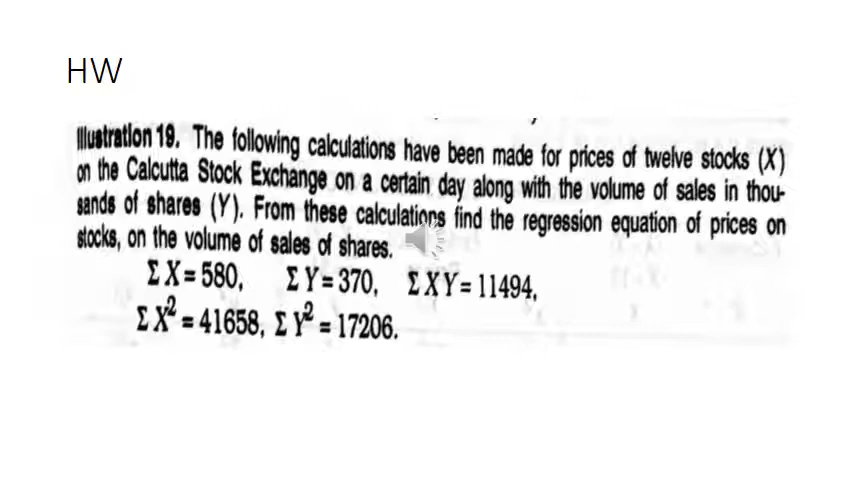 HW
Illustration 19. The following calculations have been made for prices of twelve stocks (X)
on the Calcutta Stock Exchange on a certain day along with the volume of sales in thou-
sands of shares (Y). From these calculations find the regression equation of prices on
stocks, on the volume of sales of shares.
Σ X = 580, Σ Y = 370, Σ XY = 11494,
Σ X² = 41658, Σ Y² = 17206.